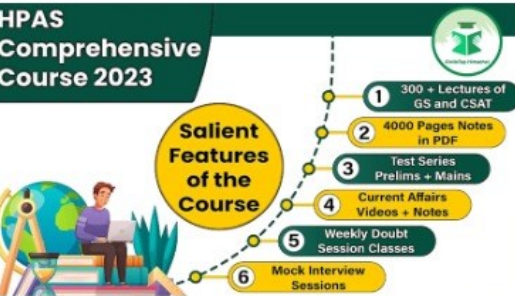 HPAS
Comprehensive
Course 2023
Salient
Features
of the
Course
1
300 + Lectures of
GS and CSAT
2
4000 Pages Notes
in PDF
3
Test Series
Prelims + Mains
4
Current Affairs
Videos + Notes
5
Weekly Doubt
Session Classes
6
Mock Interview
Sessions